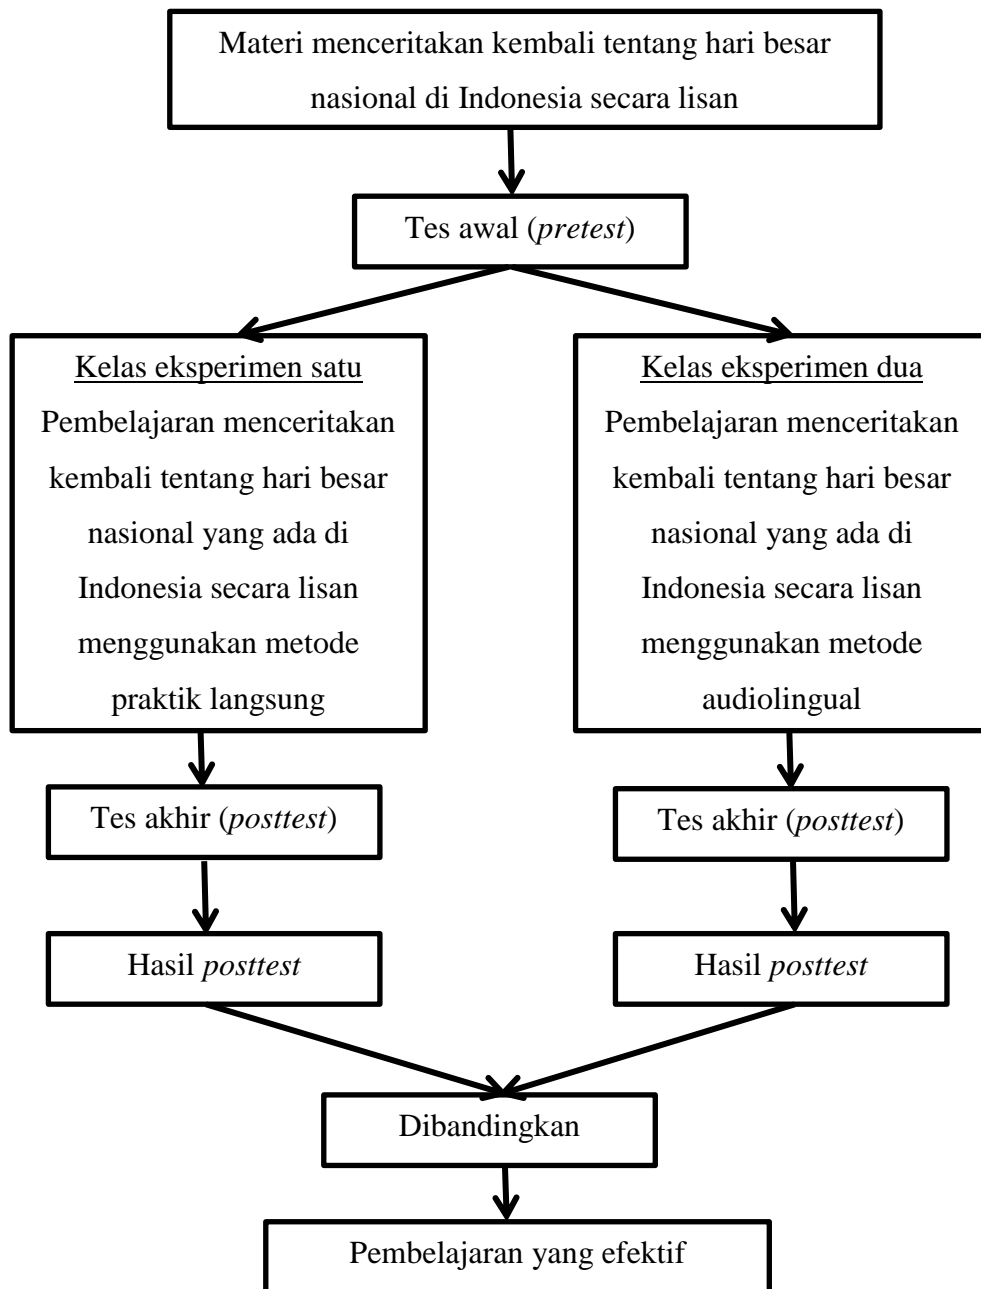 Materi menceritakan kembali tentang hari besar
nasional di Indonesia secara lisan
Tes awal (pretest)
Kelas eksperimen satu
Pembelajaran menceritakan
kembali tentang hari besar
nasional yang ada di
Indonesia secara lisan
menggunakan metode
praktik langsung
Kelas eksperimen dua
Pembelajaran menceritakan
kembali tentang hari besar
nasional yang ada di
Indonesia secara lisan
menggunakan metode
audiolingual
Tes akhir (posttest)
Tes akhir (posttest)
Hasil posttest
Hasil posttest
Dibandingkan
Pembelajaran yang efektif